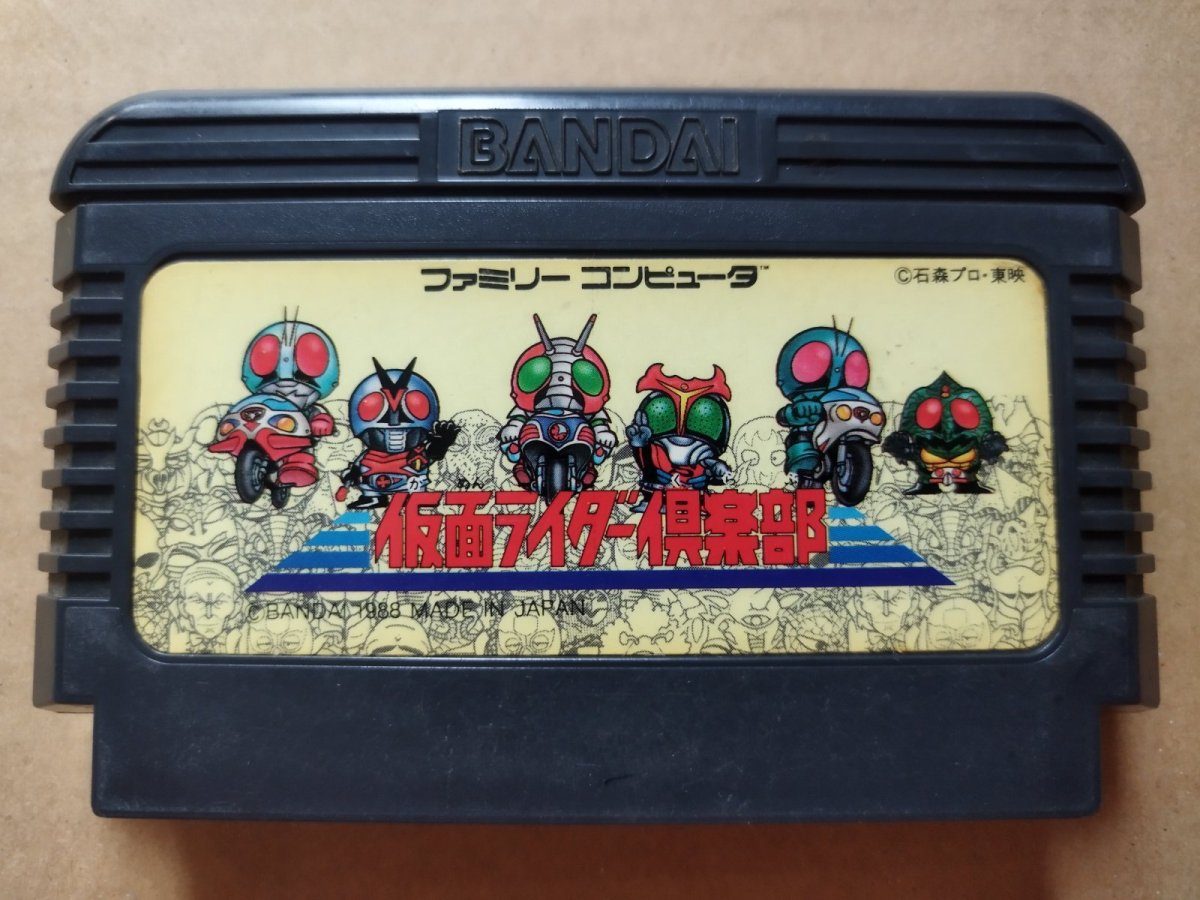 BANDAI
ファミリー コンピュータ™
©石森プロ・東映
か めん
仮面ライダー倶楽部
©BANDAI 1988 MADE IN JAPAN